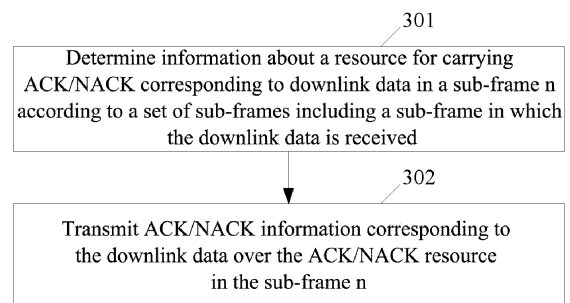 301
Determine information about a resource for carrying
ACK/NACK corresponding to downlink data in a sub-frame n
according to a set of sub-frames including a sub-frame in which
the downlink data is received
302
Transmit ACK/NACK information corresponding to
the downlink data over the ACK/NACK resource
in the sub-frame n